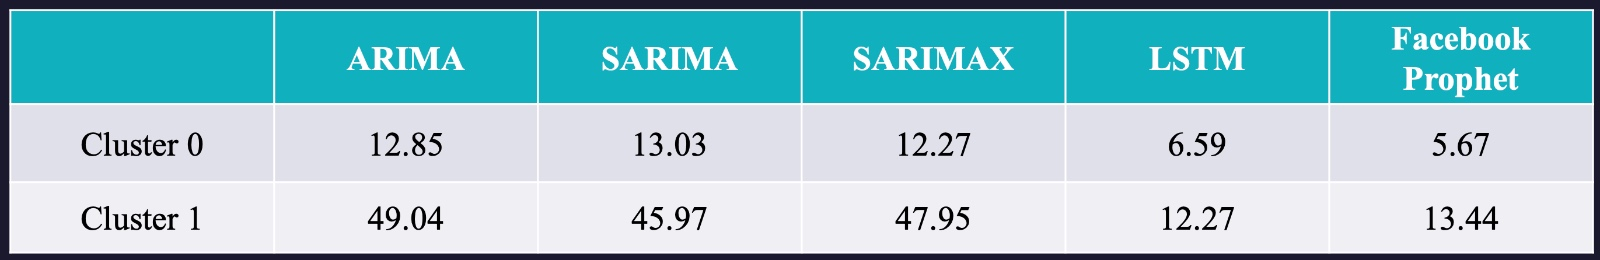 ARIMA SARIMA SARIMAX LSTM Facebook
Prophet
Cluster 0 12.85 13.03 12.27 6.59 5.67
Cluster 1 49.04 45.97 47.95 12.27 13.44